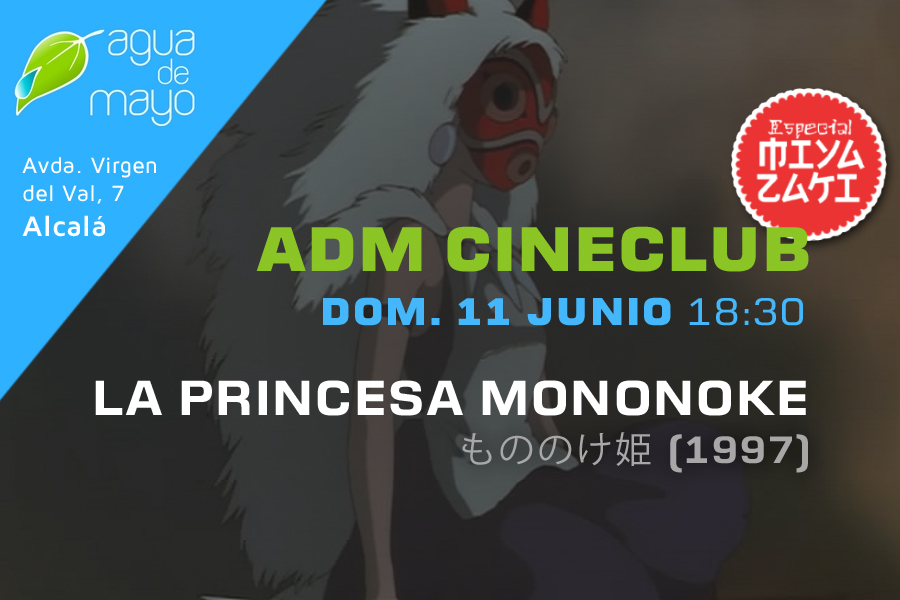 agua
de
mayo
Avda. Virgen
del Val, 7
Alcalá
Especial
MIYA
ZAKI
ADM CINECLUB
DOM. 11 JUNIO 18:30
LA PRINCESA MONONOKE
もののけ姫 (1997)